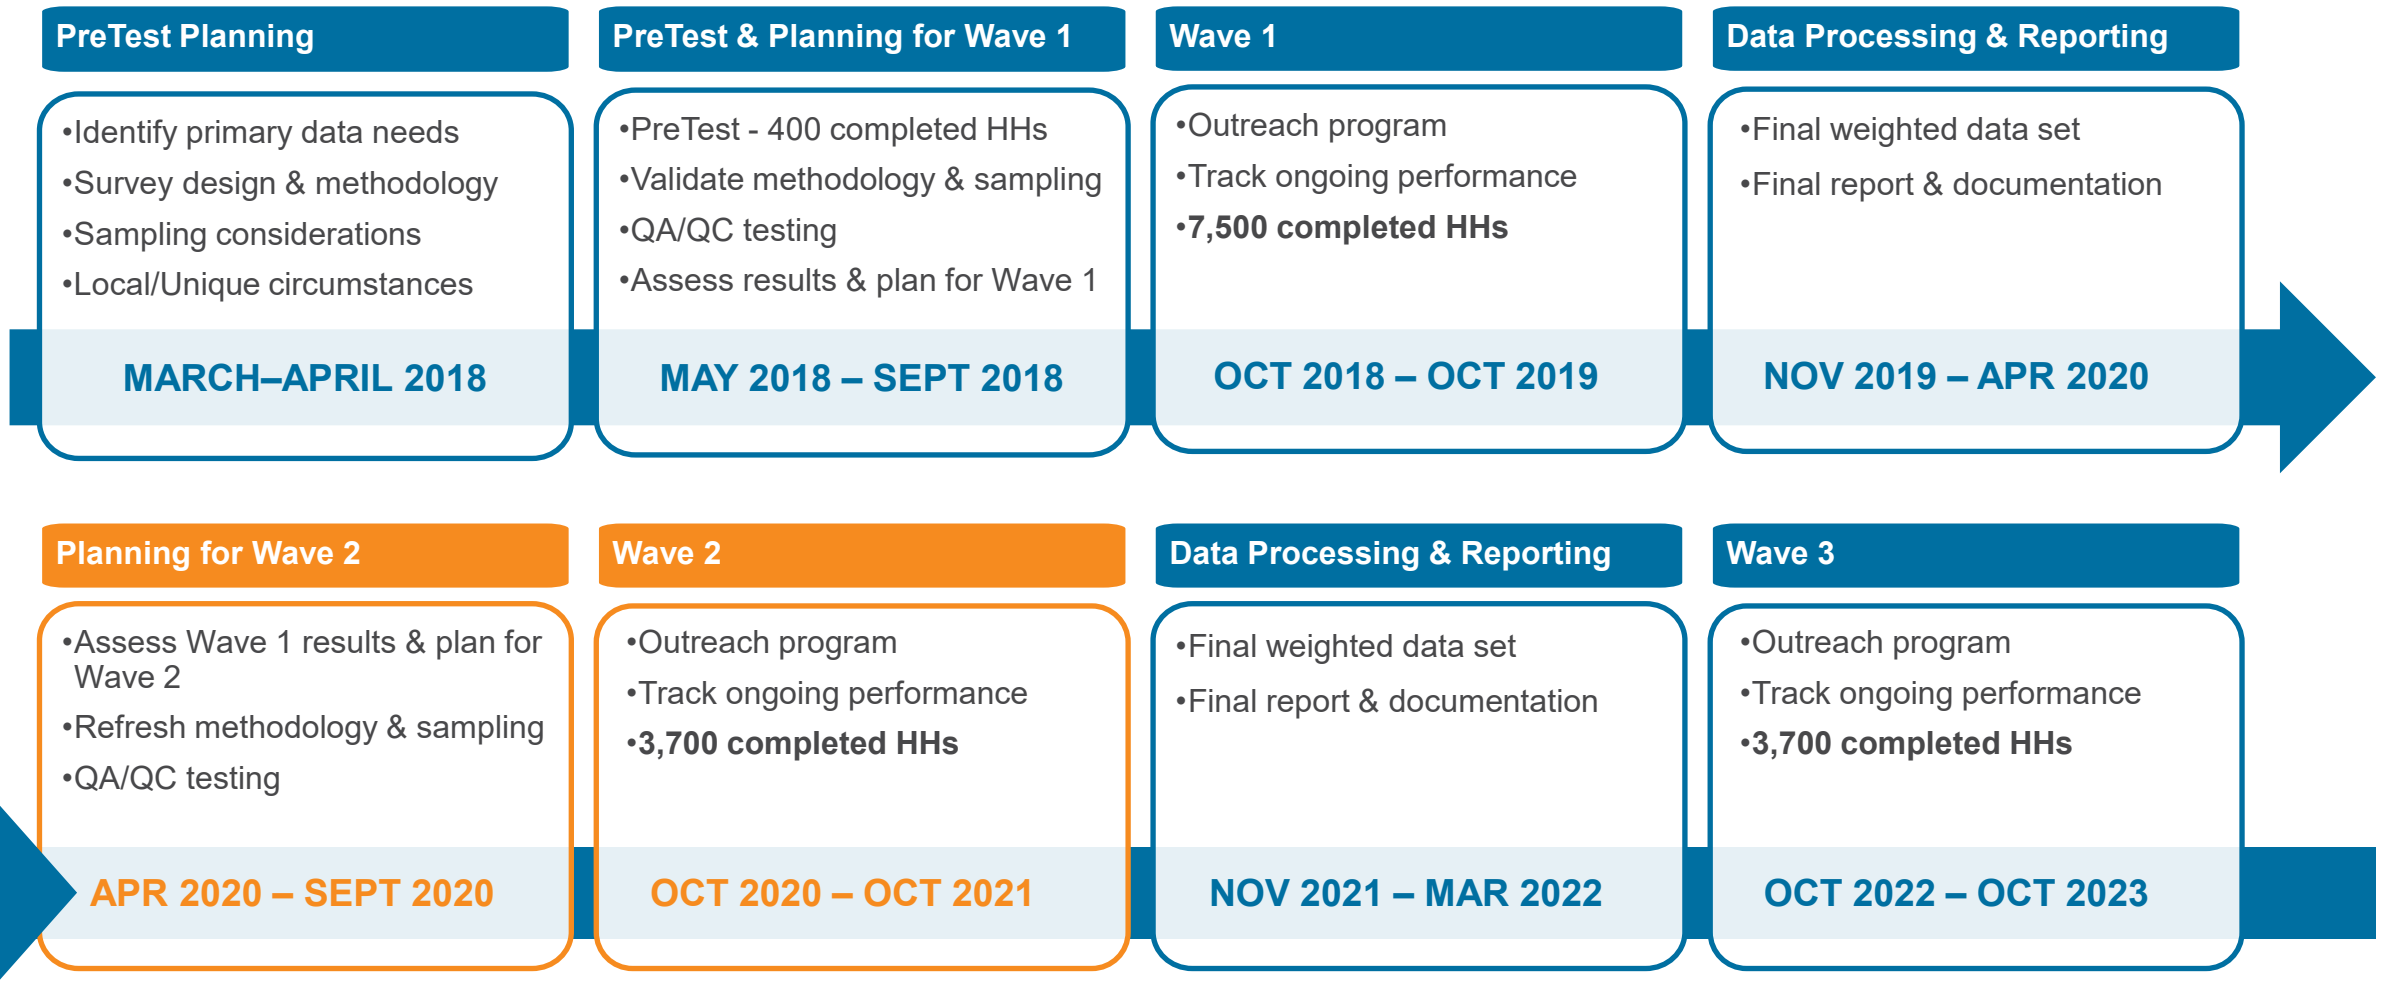 PreTest Planning
•Identify primary data needs
•Survey design & methodology
•Sampling considerations
•Local/Unique circumstances
MARCH–APRIL 2018
PreTest & Planning for Wave 1
•PreTest - 400 completed HHs
•Validate methodology & sampling
•QA/QC testing
•Assess results & plan for Wave 1
MAY 2018 – SEPT 2018
Wave 1
•Outreach program
•Track ongoing performance
•7,500 completed HHs
OCT 2018 – OCT 2019
Data Processing & Reporting
•Final weighted data set
•Final report & documentation
NOV 2019 – APR 2020
Planning for Wave 2
•Assess Wave 1 results & plan for
Wave 2
•Refresh methodology & sampling
•QA/QC testing
APR 2020 – SEPT 2020
Wave 2
•Outreach program
•Track ongoing performance
•3,700 completed HHs
OCT 2020 – OCT 2021
Data Processing & Reporting
•Final weighted data set
•Final report & documentation
NOV 2021 – MAR 2022
Wave 3
•Outreach program
•Track ongoing performance
•3,700 completed HHs
OCT 2022 – OCT 2023